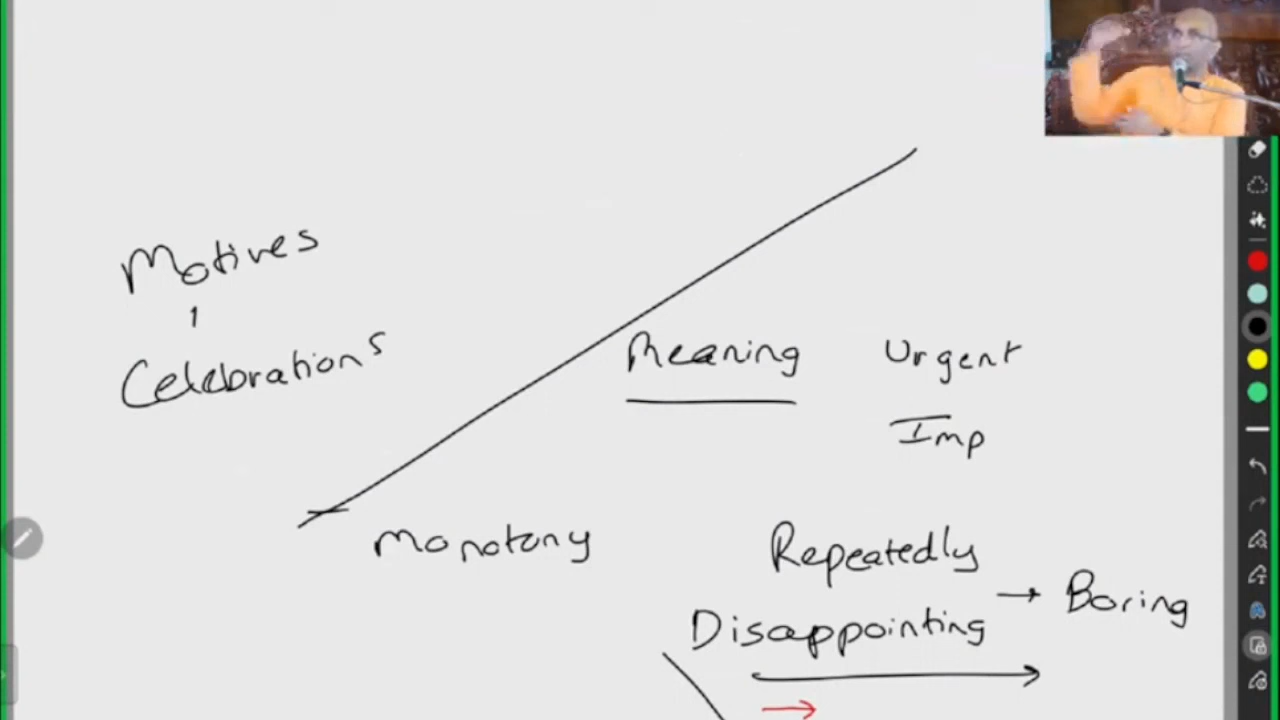 Motives
Celebrations
Meaning
Urgent
Imp
Monotony
Repeatedly
Disappointing → Boring